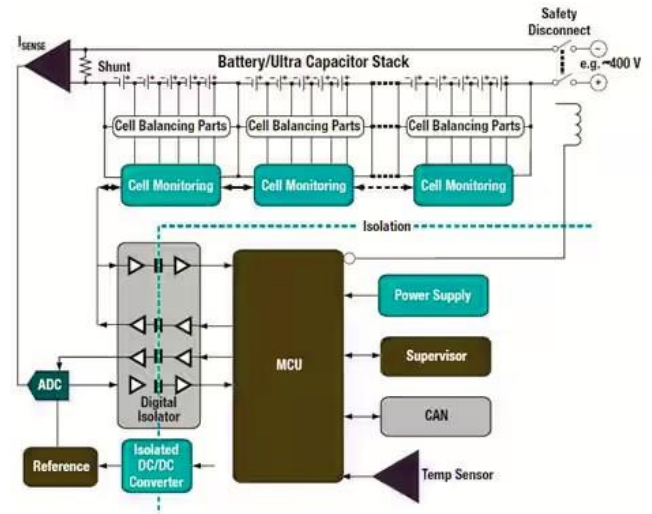 Safety
Disconnect
ISENSE
Shunt
Battery/Ultra Capacitor Stack
e.g. ~400 V
Cell Balancing Parts
Cell Balancing Parts
Cell Balancing Parts
Cell Monitoring
Cell Monitoring
Cell Monitoring
Isolation
Power Supply
MCU
Supervisor
ADC
Digital
Isolator
CAN
Reference
Isolated
DC/DC
Converter
Temp Sensor